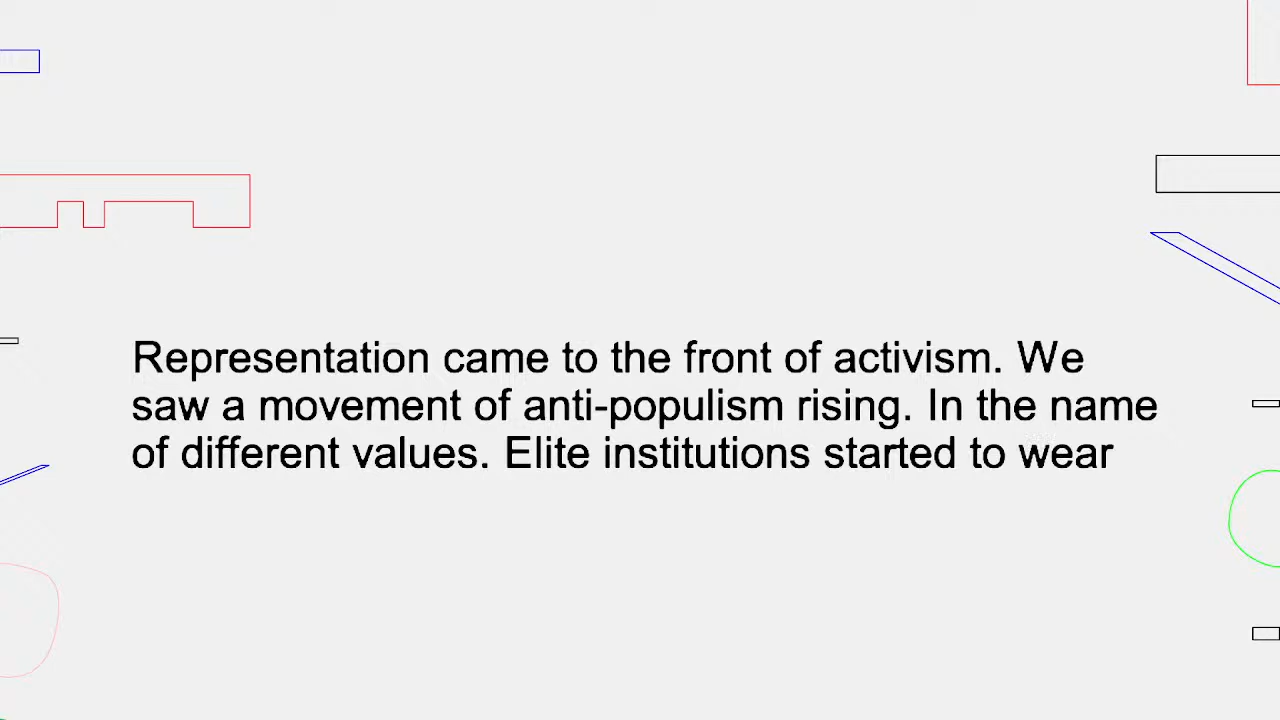 Representation came to the front of activism. We
saw a movement of anti-populism rising. In the name
of different values. Elite institutions started to wear